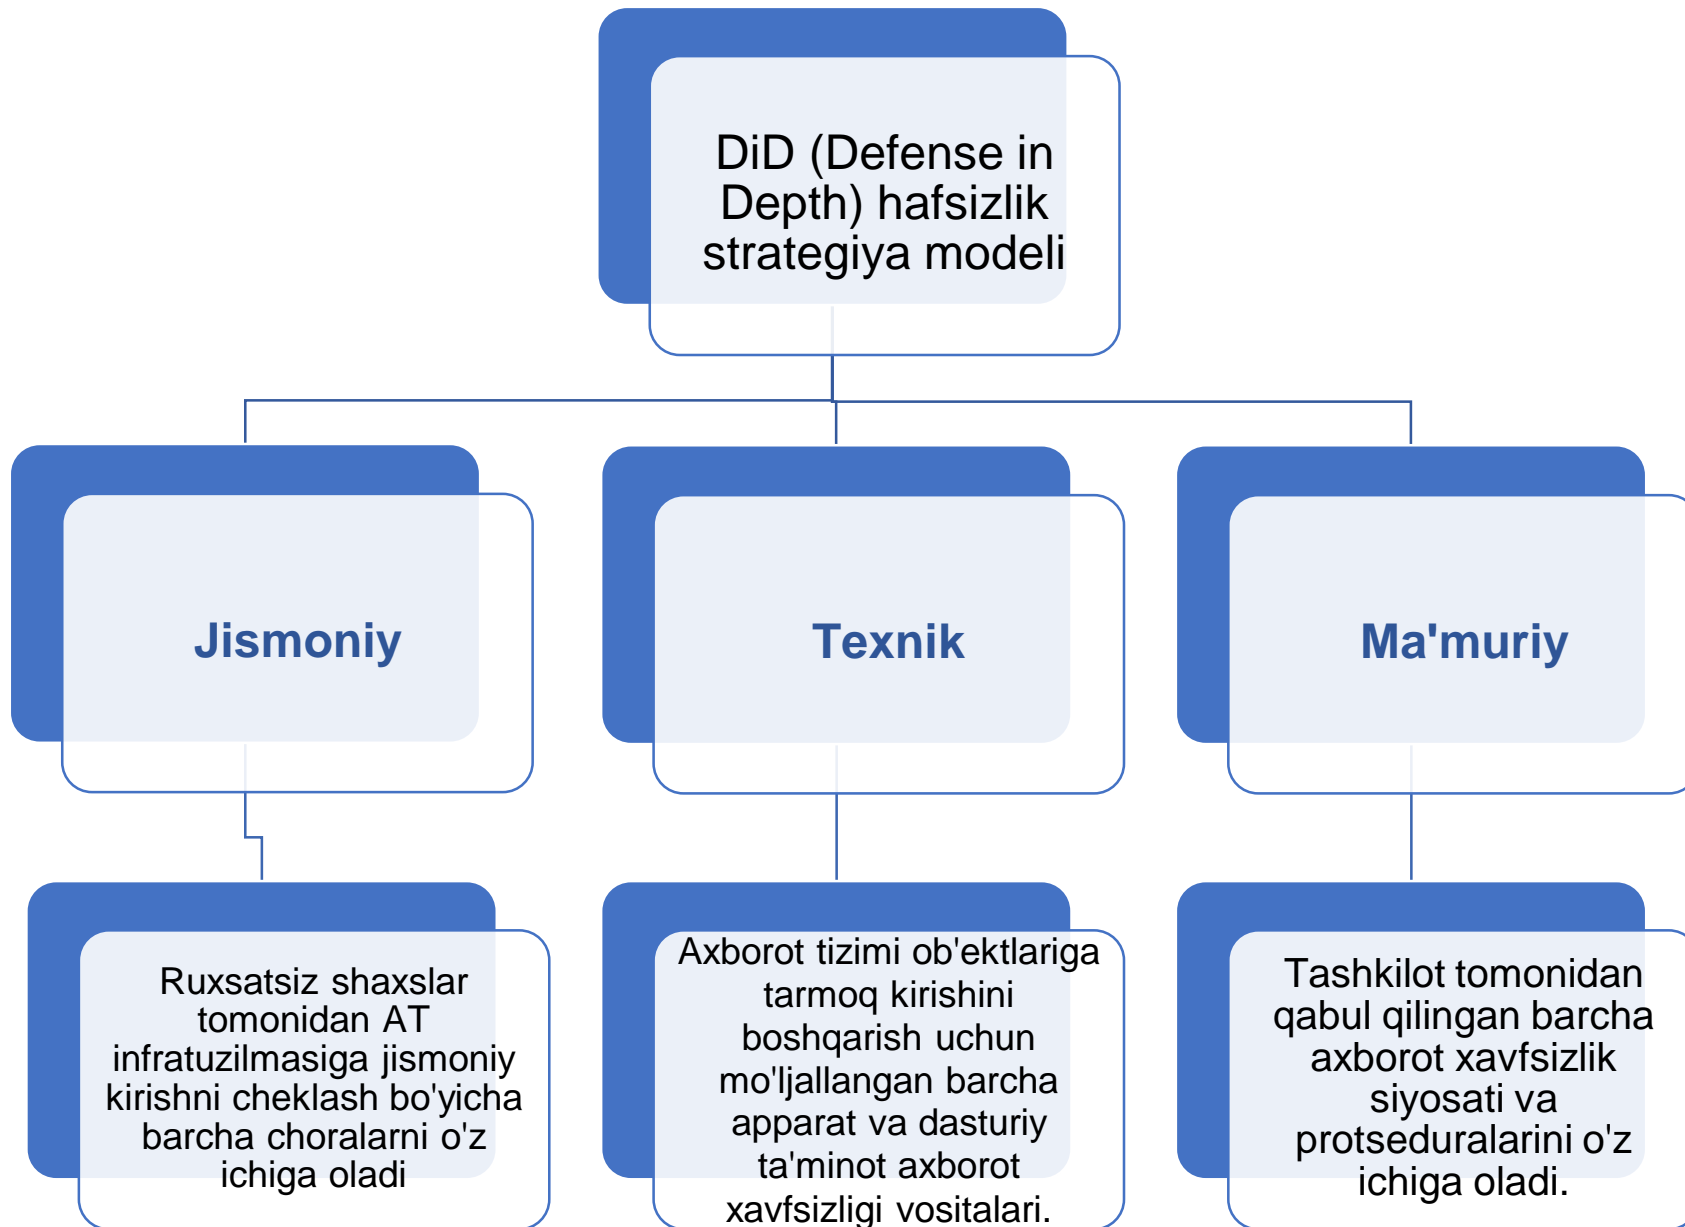 DiD (Defense in
Depth) hafsizlik
strategiya modeli
Jismoniy
Texnik
Ma'muriy
Ruxsatsiz shaxslar
tomonidan AT
infratuzilmasiga jismoniy
kirishni cheklash bo'yicha
barcha choralarni o'z
ichiga oladi
Axborot tizimi ob'ektlariga
tarmoq kirishini
boshqarish uchun
mo'ljallangan barcha
apparat va dasturiy
ta'minot axborot
xavfsizligi vositalari.
Tashkilot tomonidan
qabul qilingan barcha
axborot xavfsizlik
siyosati va
protseduralarini o'z
ichiga oladi.